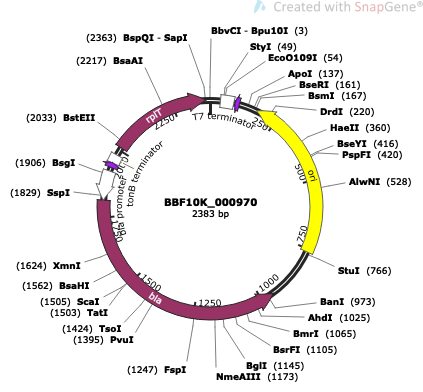 Created with SnapGene®
(2363) BspQI - SapI
BbvCI - Bpu10I (3)
StyI (49)
EcoO109I (54)
(2217) BsaAI
ApoI (137)
BseRI (161)
BsmI (167)
DrdI (220)
(2033) BstEII
HaeII (360)
BseYI (416)
PspFI (420)
AlwNI (528)
(1906) BsgI
(1829) SspI
rpIT
T7 terminator
tonB terminator
bla promoter
ori
bla
2250
250
500
750
1000
1250
1500
BBF10K_000970
2383 bp
StuI (766)
(1624) XmnI
(1562) BsaHI
(1505) ScaI
(1503) TatI
(1424) TsoI
(1395) PvuI
(1247) FspI
BanI (973)
AhdI (1025)
BmrI (1065)
BsrFI (1105)
BglI (1145)
NmeAIII (1173)